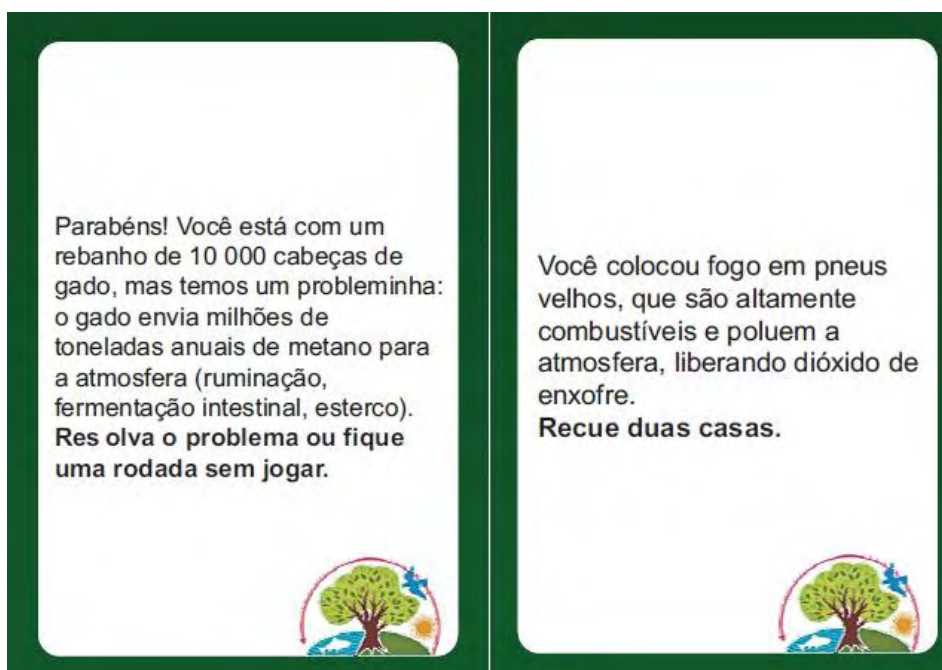 Parabéns! Você está com um
rebanho de 10 000 cabeças de
gado, mas temos um probleminha:
o gado envia milhões de
toneladas anuais de metano para
a atmosfera (ruminação,
fermentação intestinal, esterco).
Res olva o problema ou fique
uma rodada sem jogar.
Você colocou fogo em pneus
velhos, que são altamente
combustíveis e poluem a
atmosfera, liberando dióxido de
enxofre.
Recue duas casas.